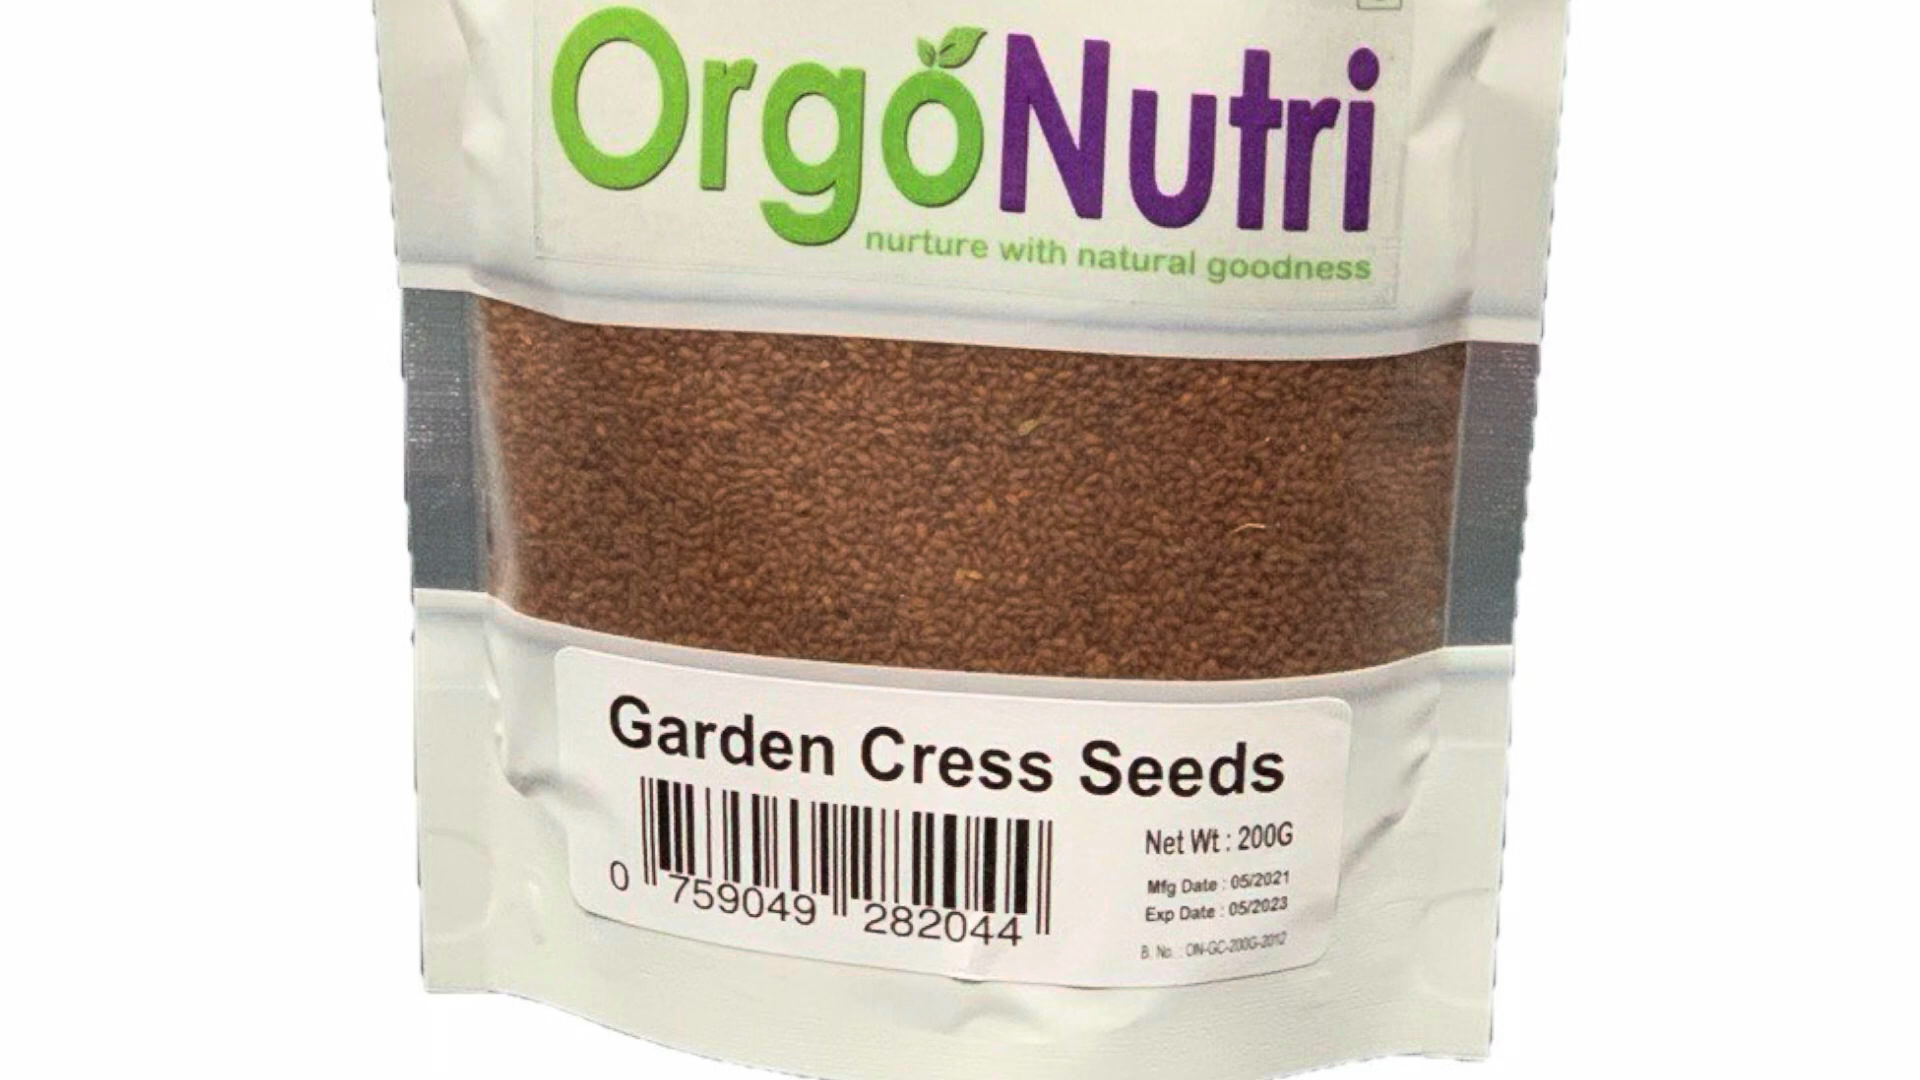 OrgoNutri
nurture with natural goodness
Garden Cress Seeds
Net Wt : 200G
Mfg Date : 05/2021
Exp Date : 05/2023
B. No. : ON-GC-200G-2012
0 759049 282044